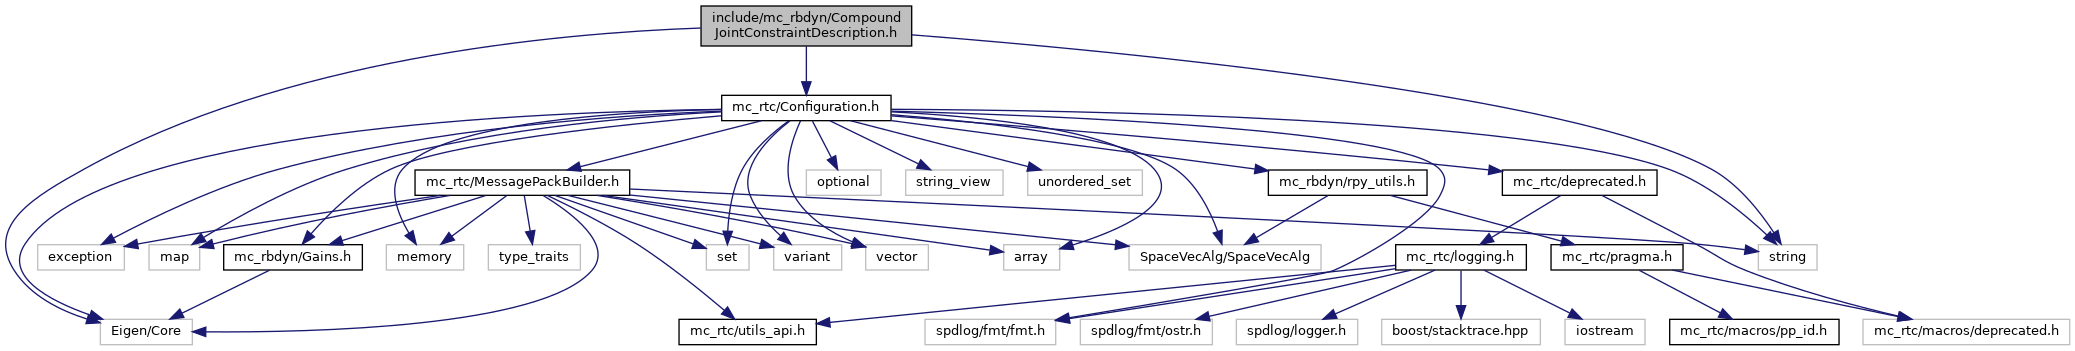 include/mc_rbdyn/Compound
JointConstraintDescription.h
mc_rtc/Configuration.h
mc_rtc/MessagePackBuilder.h
optional
string_view
unordered_set
mc_rbdyn/rpy_utils.h
mc_rtc/deprecated.h
exception
map
mc_rbdyn/Gains.h
memory
type_traits
set
variant
vector
array
SpaceVecAlg/SpaceVecAlg
mc_rtc/logging.h
mc_rtc/pragma.h
string
Eigen/Core
mc_rtc/utils_api.h
spdlog/fmt/fmt.h
spdlog/fmt/ostr.h
spdlog/logger.h
boost/stacktrace.hpp
iostream
mc_rtc/macros/pp_id.h
mc_rtc/macros/deprecated.h